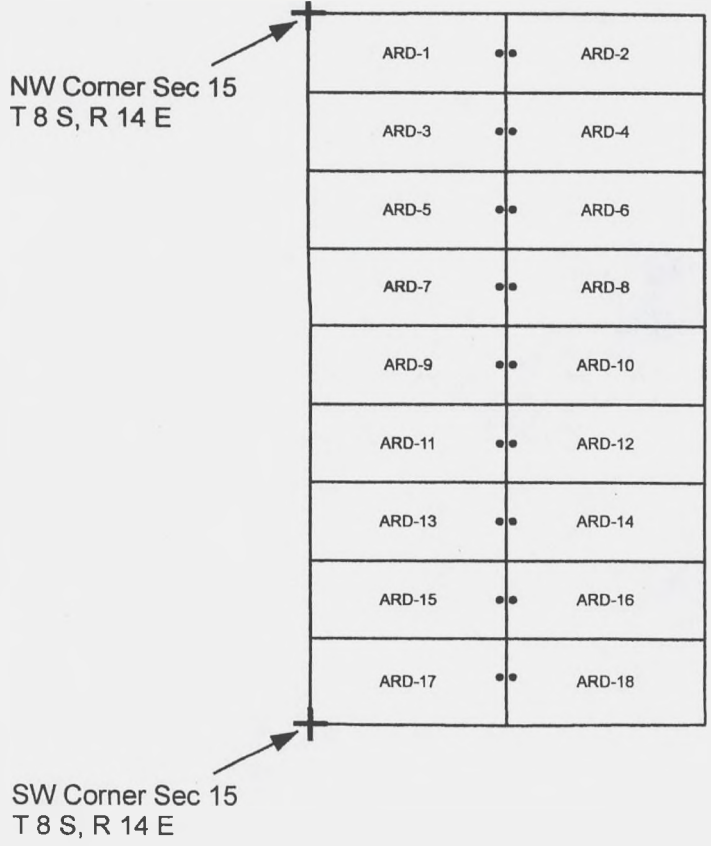 NW Corner Sec 15
T 8 S, R 14 E
ARD-1
ARD-2
ARD-3
ARD-4
ARD-5
ARD-6
ARD-7
ARD-8
ARD-9
ARD-10
ARD-11
ARD-12
ARD-13
ARD-14
ARD-15
ARD-16
ARD-17
ARD-18
SW Corner Sec 15
T 8 S, R 14 E